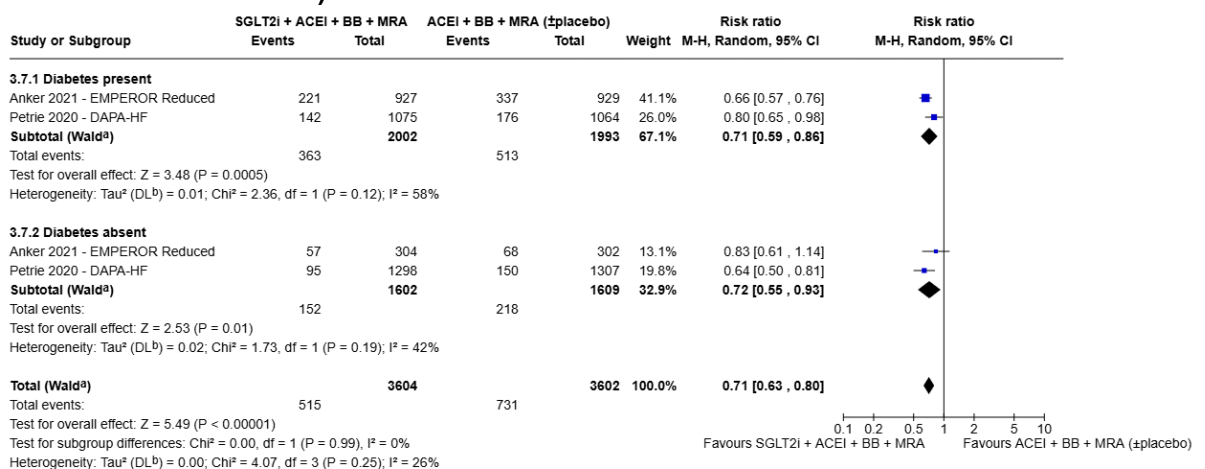 SGLT2i + ACEI + BB + MRA ACEI + BB + MRA (±placebo) Risk ratio Risk ratio
Study or Subgroup Events Total Events Total Weight M-H, Random, 95% CI M-H, Random, 95% CI
3.7.1 Diabetes present
Anker 2021 - EMPEROR Reduced 221 927 337 929 41.1% 0.66 [0.57 , 0.76]
Petrie 2020 - DAPA-HF 142 1075 176 1064 26.0% 0.80 [0.65 , 0.98]
Subtotal (Waldᵃ) 2002 1993 67.1% 0.71 [0.59 , 0.86]
Total events: 363 513
Test for overall effect: Z = 3.48 (P = 0.0005)
Heterogeneity: Tau² (DLᵇ) = 0.01; Chi² = 2.36, df = 1 (P = 0.12); I² = 58%
3.7.2 Diabetes absent
Anker 2021 - EMPEROR Reduced 57 304 68 302 13.1% 0.83 [0.61 , 1.14]
Petrie 2020 - DAPA-HF 95 1298 150 1307 19.8% 0.64 [0.50 , 0.81]
Subtotal (Waldᵃ) 1602 1609 32.9% 0.72 [0.55 , 0.93]
Total events: 152 218
Test for overall effect: Z = 2.53 (P = 0.01)
Heterogeneity: Tau² (DLᵇ) = 0.02; Chi² = 1.73, df = 1 (P = 0.19); I² = 42%
Total (Waldᵃ) 3604 3602 100.0% 0.71 [0.63 , 0.80]
Total events: 515 731
Test for overall effect: Z = 5.49 (P < 0.00001)
0.1 0.2 0.5 1 2 5 10
Test for subgroup differences: Chi² = 0.00, df = 1 (P = 0.99), I² = 0%
Favours SGLT2i + ACEI + BB + MRA Favours ACEI + BB + MRA (±placebo)
Heterogeneity: Tau² (DLᵇ) = 0.00; Chi² = 4.07, df = 3 (P = 0.25); I² = 26%